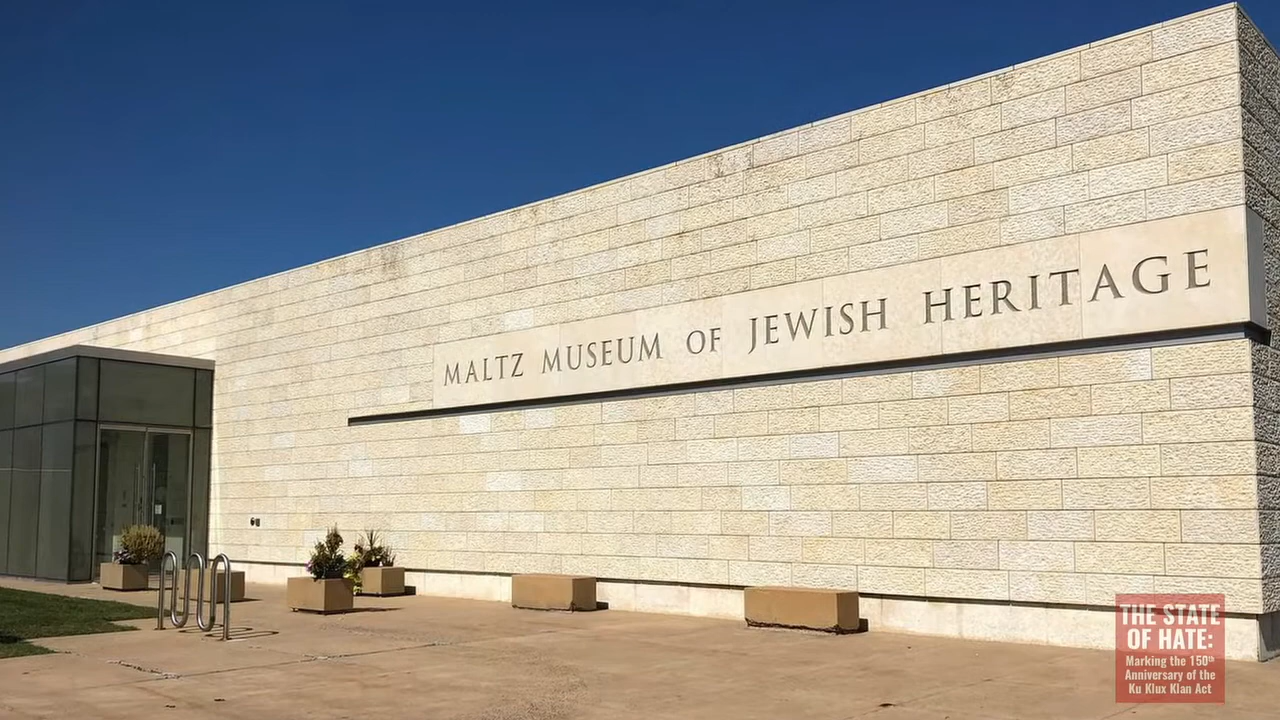 MALTZ MUSEUM OF JEWISH HERITAGE
THE STATE
OF HATE:
Marking the 150th
Anniversary of the
Ku Klux Klan Act